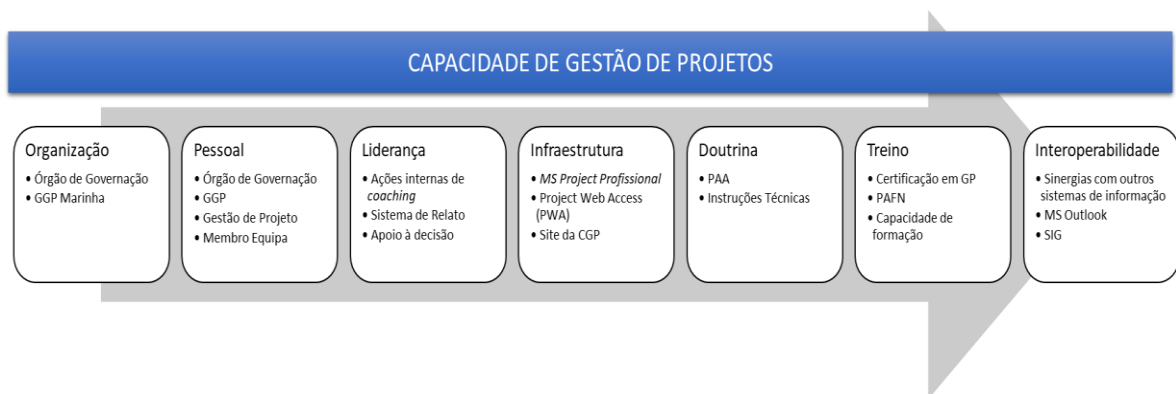 CAPACIDADE DE GESTÃO DE PROJETOS
Organização
• Órgão de Governação
• GGP Marinha
Pessoal
• Órgão de Governação
• GGP
• Gestão de Projeto
• Membro Equipa
Liderança
• Ações internas de
coaching
• Sistema de Relato
• Apoio à decisão
Infraestrutura
• MS Project Profissional
• Project Web Access
(PWA)
• Site da CGP
Doutrina
• PAA
• Instruções Técnicas
Treino
• Certificação em GP
• PAFN
• Capacidade de
formação
Interoperabilidade
• Sinergias com outros
sistemas de informação
• MS Outlook
• SIG